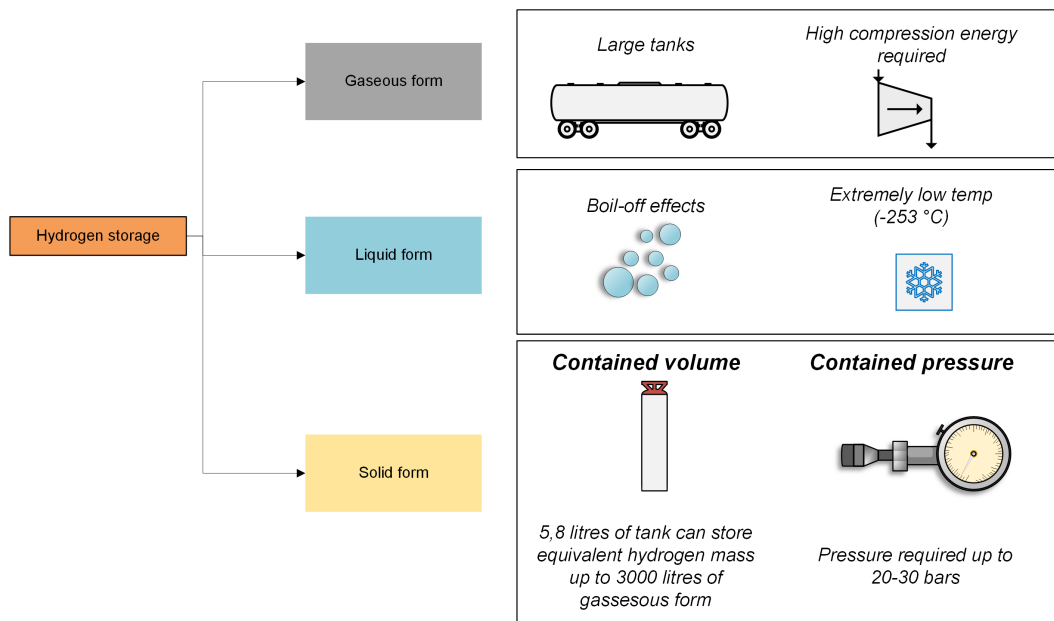 Hydrogen storage
Gaseous form
Large tanks
High compression energy
required
Liquid form
Boil-off effects
Extremely low temp
(-253 °C)
Solid form
Contained volume
5,8 litres of tank can store
equivalent hydrogen mass
up to 3000 litres of
gassesous form
Contained pressure
Pressure required up to
20-30 bars